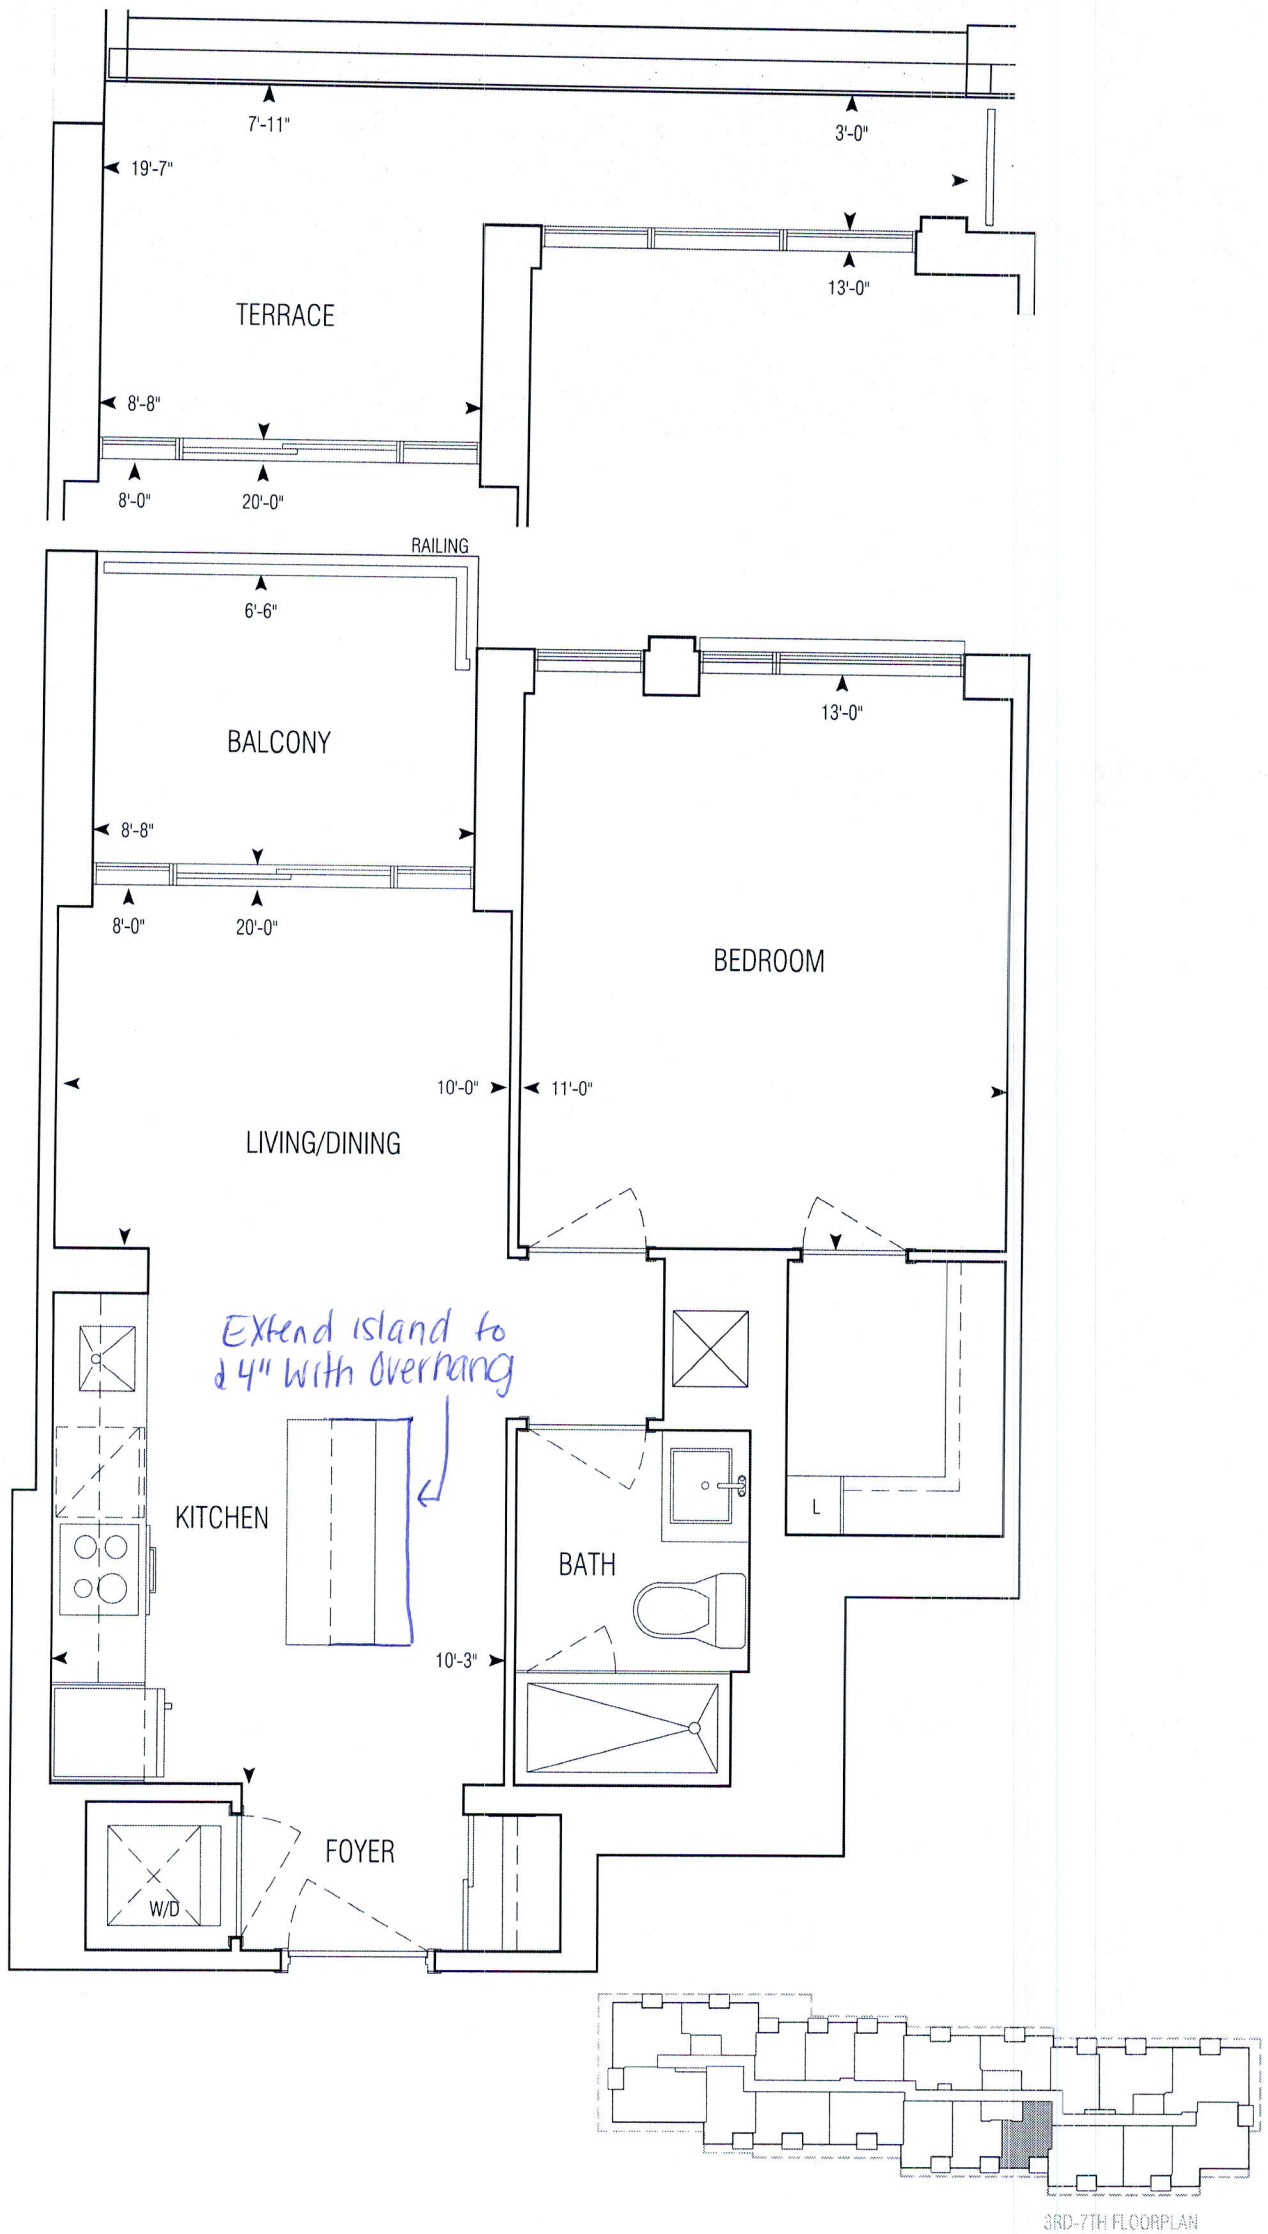 7'-11"
3'-0"
19'-7"
13'-0"
TERRACE
8'-8"
8'-0"
20'-0"
RAILING
6'-6"
13'-0"
BALCONY
8'-8"
8'-0"
20'-0"
BEDROOM
10'-0"
11'-0"
LIVING/DINING
Extend island to
24" with Overhang
L
KITCHEN
BATH
10'-3"
FOYER
W/D
3RD-7TH FLOORPLAN